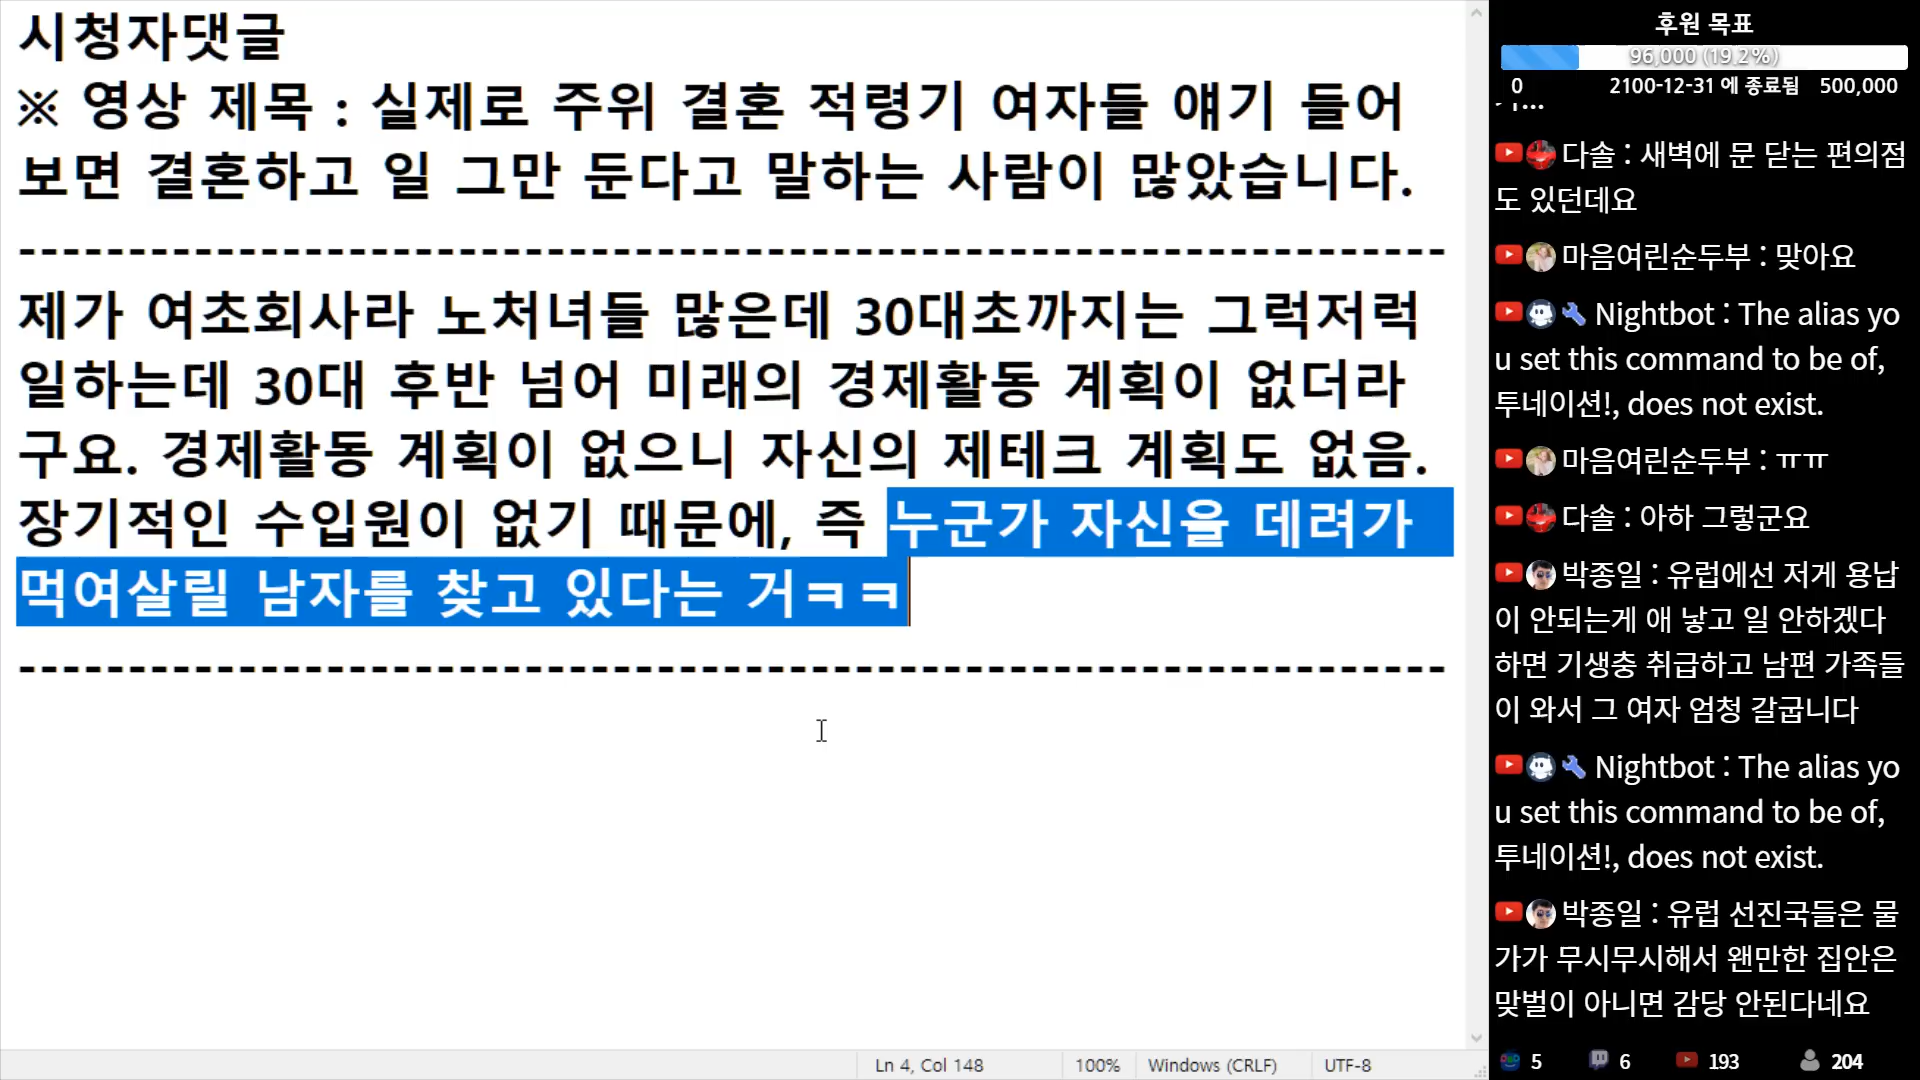 시청자댓글
※ 영상 제목 : 실제로 주위 결혼 적령기 여자들 얘기 들어
보면 결혼하고 일 그만 둔다고 말하는 사람이 많았습니다.
------------------------------------------------------------------------------
제가 여초회사라 노처녀들 많은데 30대초까지는 그럭저럭
일하는데 30대 후반 넘어 미래의 경제활동 계획이 없더라
구요. 경제활동 계획이 없으니 자신의 제테크 계획도 없음.
장기적인 수입원이 없기 때문에, 즉 누군가 자신을 데려가
먹여살릴 남자를 찾고 있다는 거ㅋㅋ
------------------------------------------------------------------------------
Ln 4, Col 148
100%
Windows (CRLF)
UTF-8
후원 목표
96,000 (19.2%)
0 2100-12-31 에 종료됨 500,000
다솔 : 새벽에 문 닫는 편의점
도 있던데요
마음여린순두부 : 맞아요
Nightbot : The alias yo
u set this command to be of,
투네이션!, does not exist.
마음여린순두부 : ㅠㅠ
다솔 : 아하 그렇군요
박종일 : 유럽에선 저게 용납
이 안되는게 애 낳고 일 안하겠다
하면 기생충 취급하고 남편 가족들
이 와서 그 여자 엄청 갈굽니다
Nightbot : The alias yo
u set this command to be of,
투네이션!, does not exist.
박종일 : 유럽 선진국들은 물
가가 무시무시해서 왠만한 집안은
맞벌이 아니면 감당 안된다네요
5 6 193 204